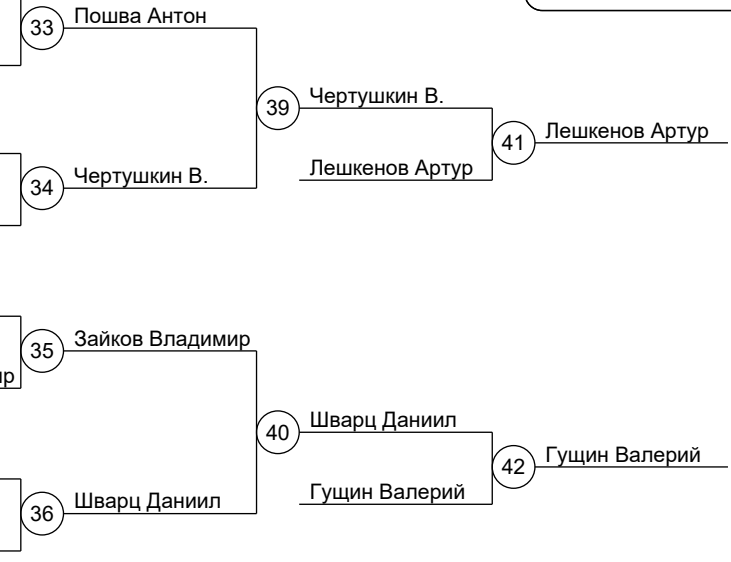 33 Пошва Антон
39 Чертушкин В.
41 Лешкенов Артур
Лешкенов Артур
34 Чертушкин В.
35 Зайков Владимир
40 Шварц Даниил
42 Гущин Валерий
Гущин Валерий
36 Шварц Даниил